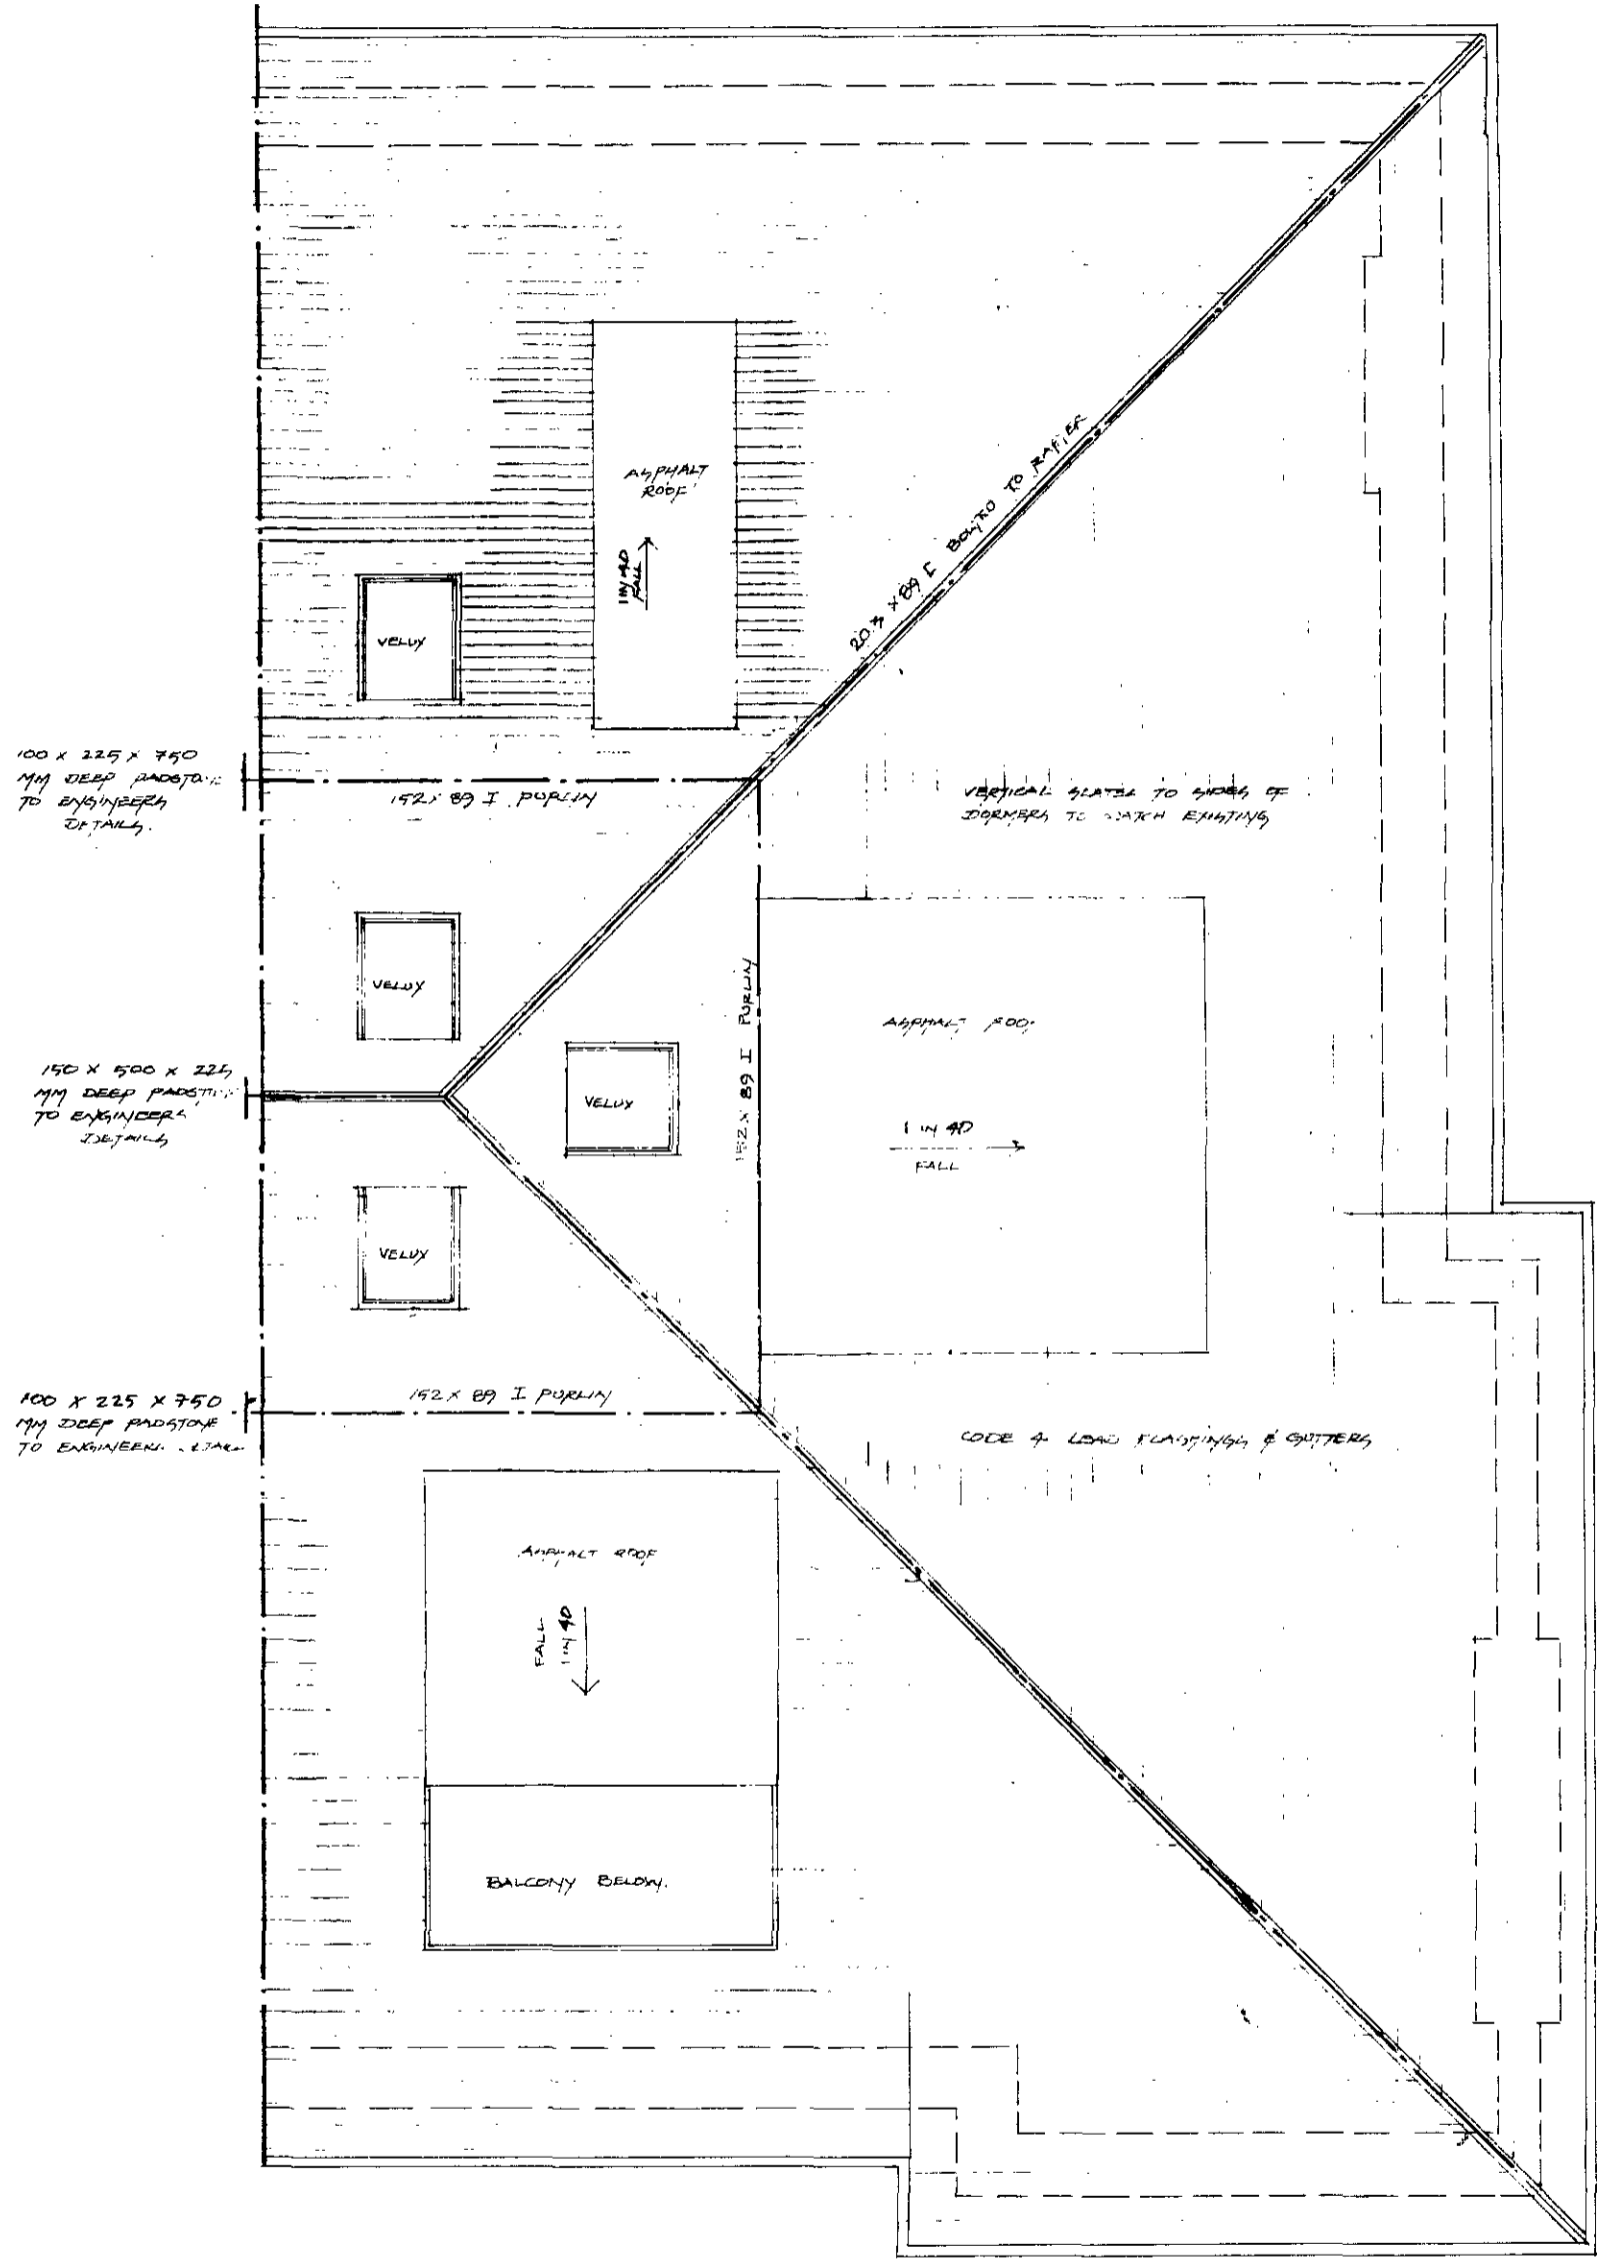 ASPHALT
ROOF
1 IN 40
FALL
VELUX
203 X 89 I BOLTED TO RAFTER
100 X 225 X 750
MM DEEP
TO ENGINEERS
DETAILS.
152 X 89 I PURLIN
VERTICAL SLATES TO SIDES OF
DORMERS TO MATCH EXISTING
VELUX
152 X 89 I PURLIN
ASPHALT
150 X 500 X 225
MM DEEP
TO ENGINEERS
DETAILS
VELUX
1 IN 40
FALL
VELUX
100 X 225 X 750
MM DEEP PADSTONE
TO ENGINEERS
152 X 89 I PURLIN
CODE 4 LEAD FLASHINGS & GUTTERS
ASPHALT ROOF
FALL
1 IN 40
BALCONY BELOW.